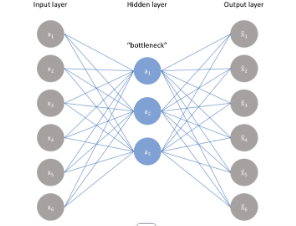 Input layer Hidden layer Output layer
"bottleneck"
x₁ a₁ x̂₁
x₂ a₂ x̂₂
x₃ a₃ x̂₃
x₄ x̂₄
x₅ x̂₅
x₆ x̂₆